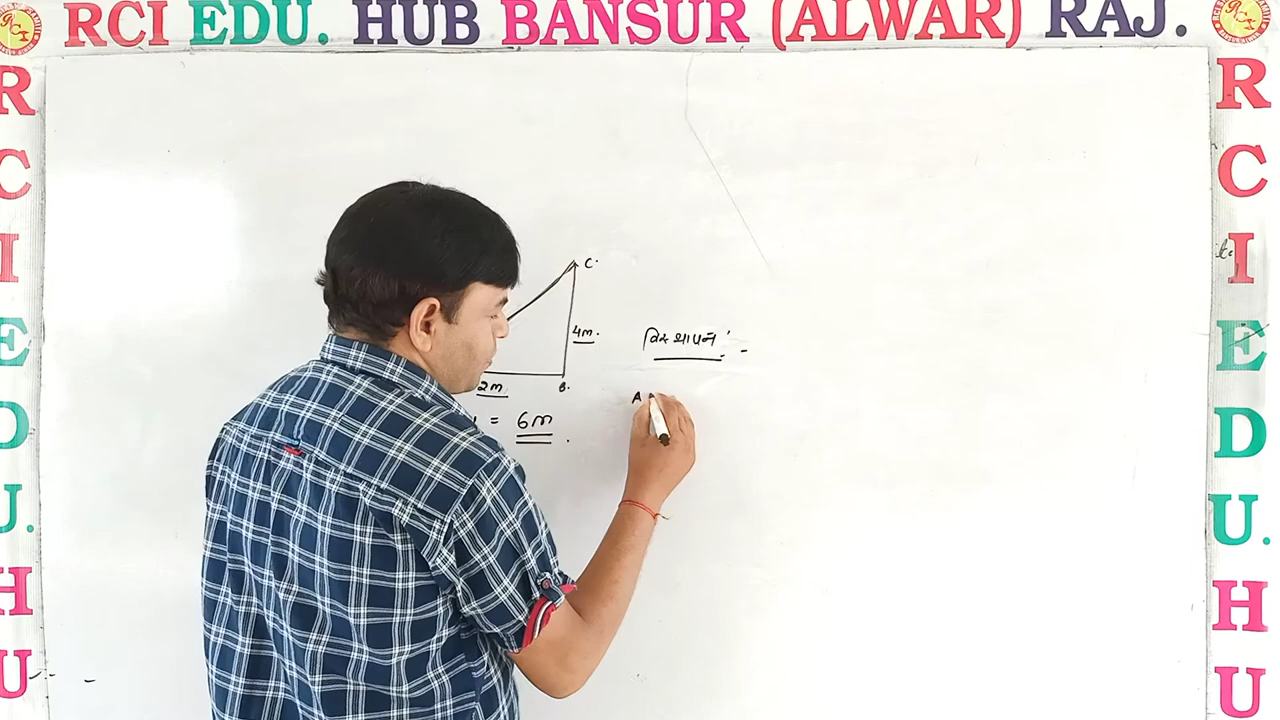 RCI EDU. HUB BANSUR (ALWAR) RAJ.
R
C
I
E
D
U.
H
U
C.
4m.
2m
B.
= 6m.
विस्थापन :-
A
R
C
I
E
D
U.
H
U